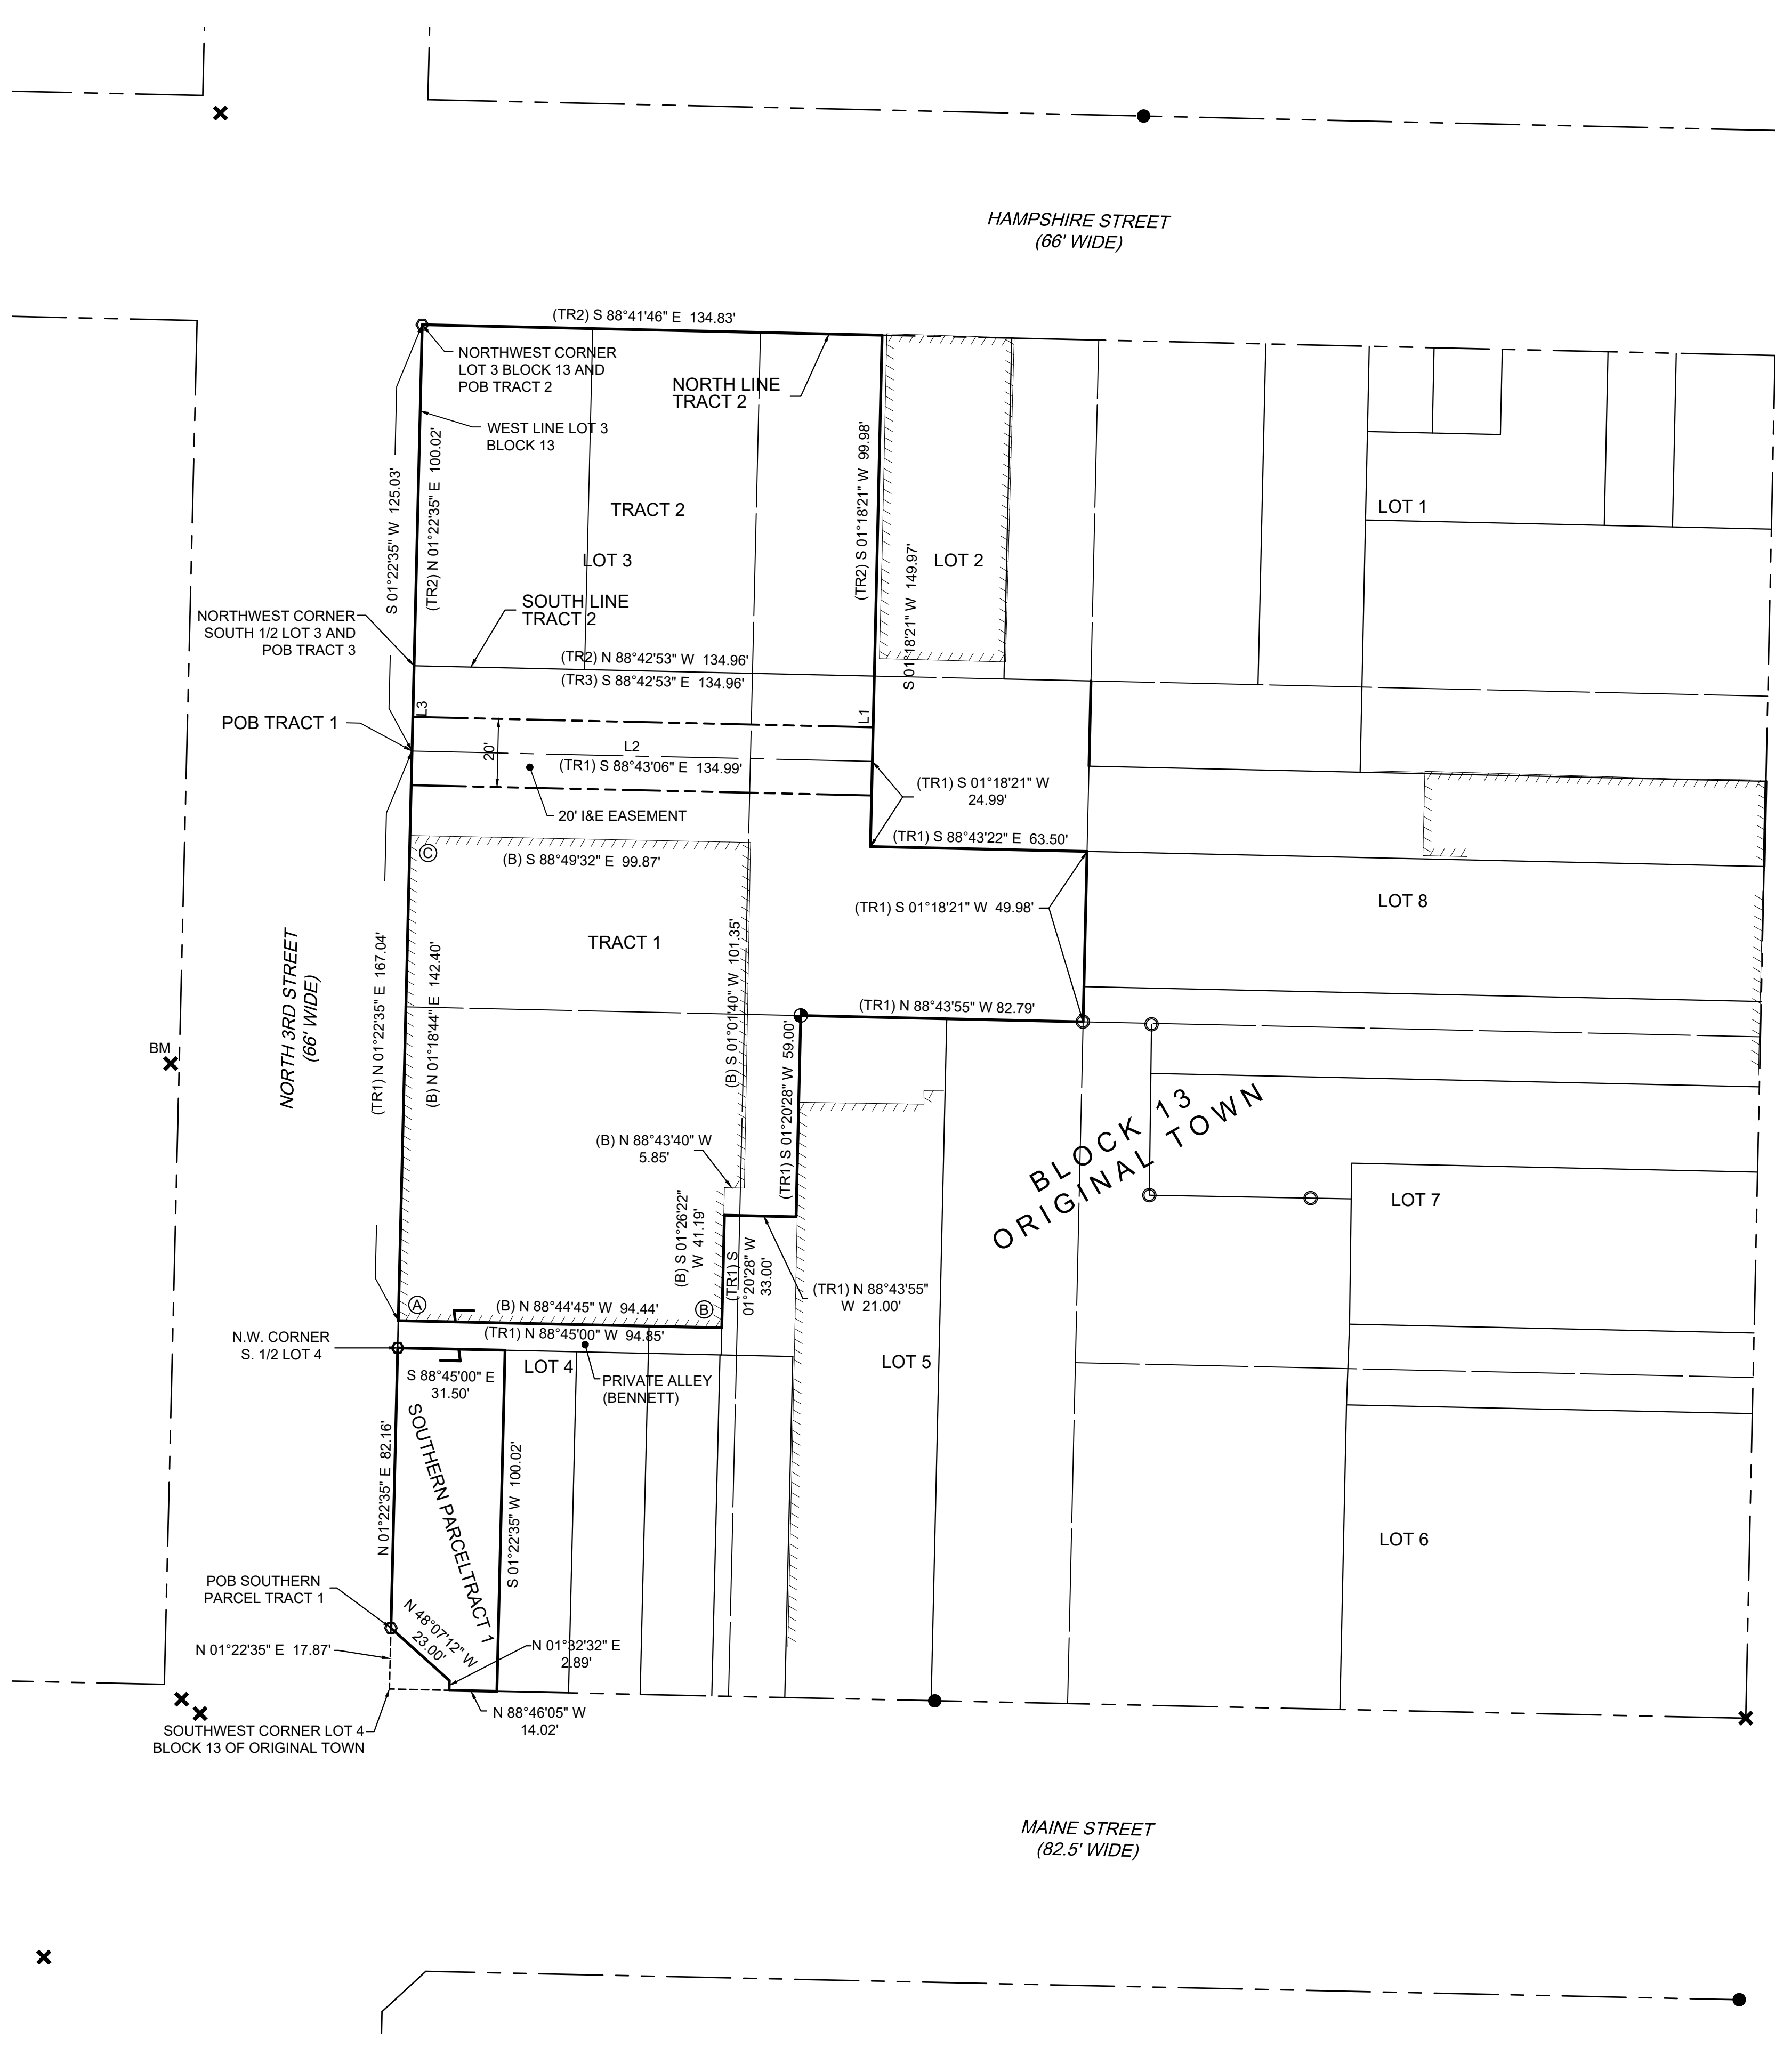 HAMPSHIRE STREET
(66' WIDE)
(TR2) S 88°41'46" E 134.83'
NORTHWEST CORNER
LOT 3 BLOCK 13 AND
POB TRACT 2
NORTH LINE
TRACT 2
WEST LINE LOT 3
BLOCK 13
S 01°22'35" W 125.03'
(TR2) N 01°22'35" E 100.02'
(TR2) S 01°18'21" W 99.98'
S 01°18'21" W 149.97'
TRACT 2
LOT 3
LOT 2
LOT 1
SOUTH LINE
TRACT 2
NORTHWEST CORNER
SOUTH 1/2 LOT 3 AND
POB TRACT 3
(TR2) N 88°42'53" W 134.96'
(TR3) S 88°42'53" E 134.96'
L3
L1
POB TRACT 1
20'
L2
(TR1) S 88°43'06" E 134.99'
(TR1) S 01°18'21" W
24.99'
20' I&E EASEMENT
(TR1) S 88°43'22" E 63.50'
C
(B) S 88°49'32" E 99.87'
(TR1) S 01°18'21" W 49.98'
LOT 8
TRACT 1
NORTH 3RD STREET
(66' WIDE)
(TR1) N 01°22'35" E 167.04'
(B) N 01°18'44" E 142.40'
(B) S 01°01'40" W 101.35'
(TR1) N 88°43'55" W 82.79'
BM
(TR1) S 01°20'28" W 59.00'
(B) N 88°43'40" W
5.85'
BLOCK 13
ORIGINAL TOWN
LOT 7
(B) S 01°26'22"
W 41.19'
(TR1) S
01°20'28" W
33.00'
(TR1) N 88°43'55"
W 21.00'
A
(B) N 88°44'45" W 94.44'
B
(TR1) N 88°45'00" W 94.85'
N.W. CORNER
S. 1/2 LOT 4
LOT 4
LOT 5
S 88°45'00" E
31.50'
PRIVATE ALLEY
(BENNETT)
SOUTHERN PARCELTRACT 1
N 01°22'35" E 82.16'
S 01°22'35" W 100.02'
LOT 6
POB SOUTHERN
PARCEL TRACT 1
N 48°07'12" W
23.00'
N 01°22'35" E 17.87'
N 01°32'32" E
2.89'
N 88°46'05" W
14.02'
SOUTHWEST CORNER LOT 4
BLOCK 13 OF ORIGINAL TOWN
MAINE STREET
(82.5' WIDE)